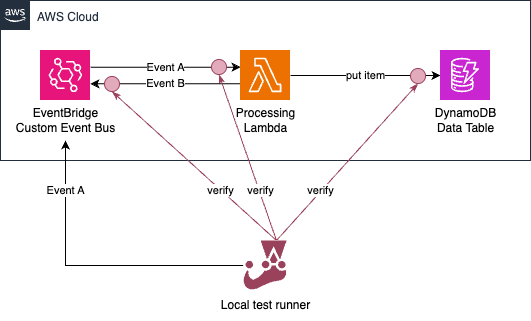 aws
AWS Cloud
Event A
Event B
put item
EventBridge
Custom Event Bus
Processing
Lambda
DynamoDB
Data Table
Event A
verify
verify
verify
Local test runner